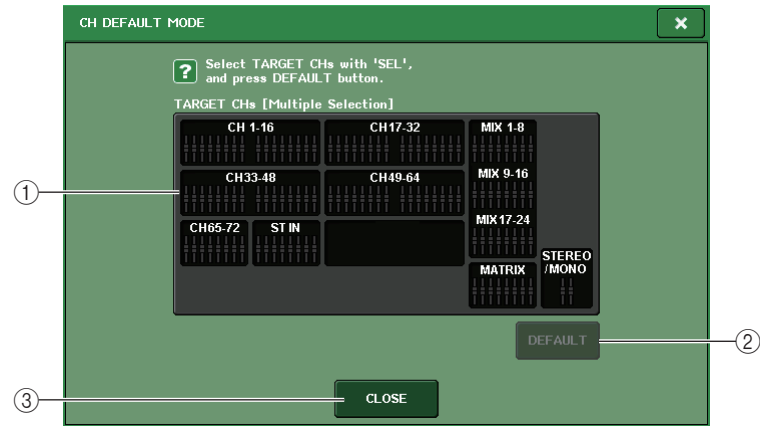 CH DEFAULT MODE
×
? Select TARGET CHs with 'SEL',
and press DEFAULT button.
TARGET CHs [Multiple Selection]
CH 1-16
CH17-32
MIX 1-8
CH33-48
CH49-64
MIX 9-16
CH65-72
ST IN
MIX17-24
MATRIX
STEREO
/MONO
DEFAULT
CLOSE
①
②
③